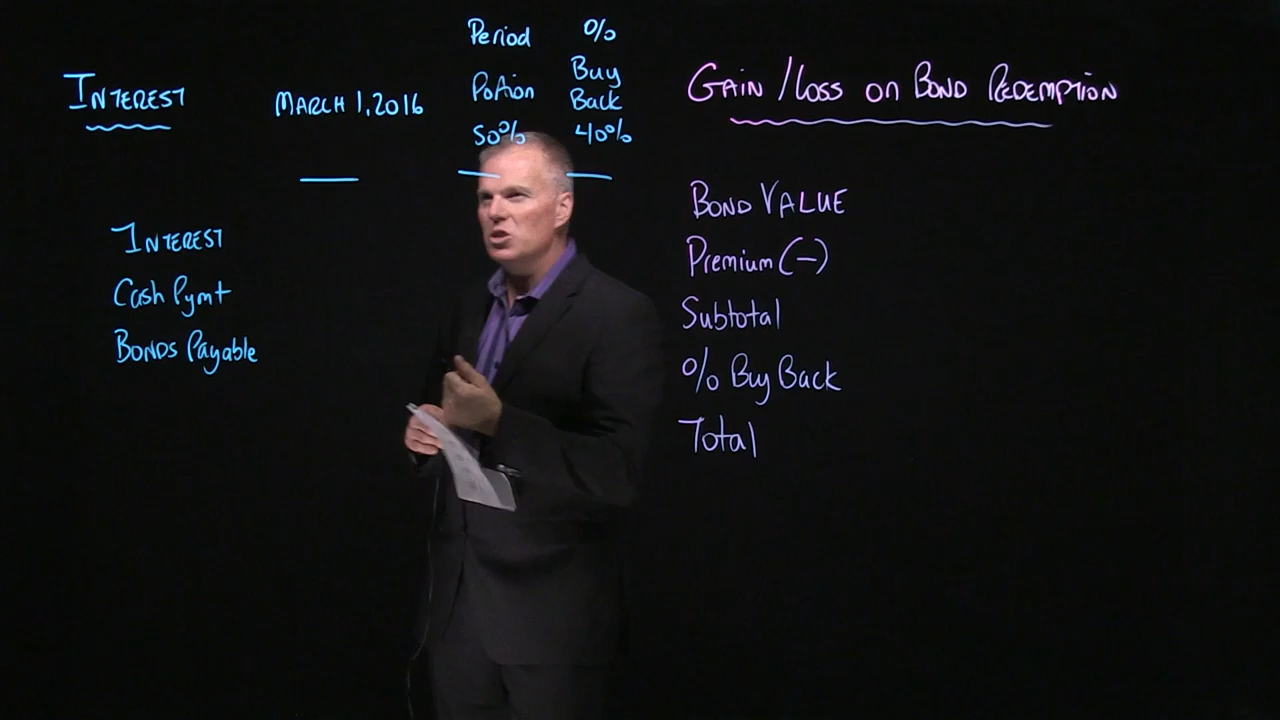 INTEREST
MARCH 1, 2016
Period
Potion
50%
%
Buy
Back
40%
INTEREST
Cash Pymt
BONDS Payable
GAIN / LOSS ON BOND REDEMPTION
BOND VALUE
Premium (-)
Subtotal
% Buy Back
Total